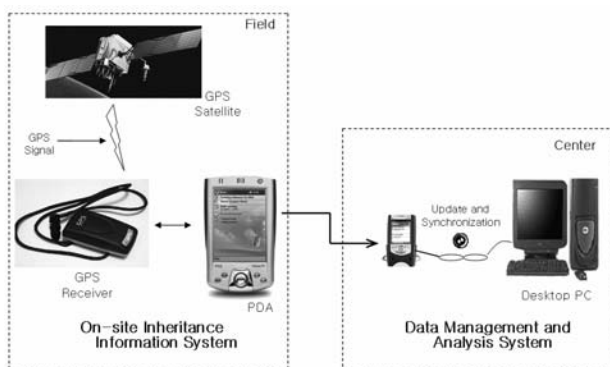 Field
GPS
Satellite
GPS
Signal
GPS
Receiver
PDA
On-site Inheritance
Information System
Center
Update and
Synchronization
Desktop PC
Data Management and
Analysis System